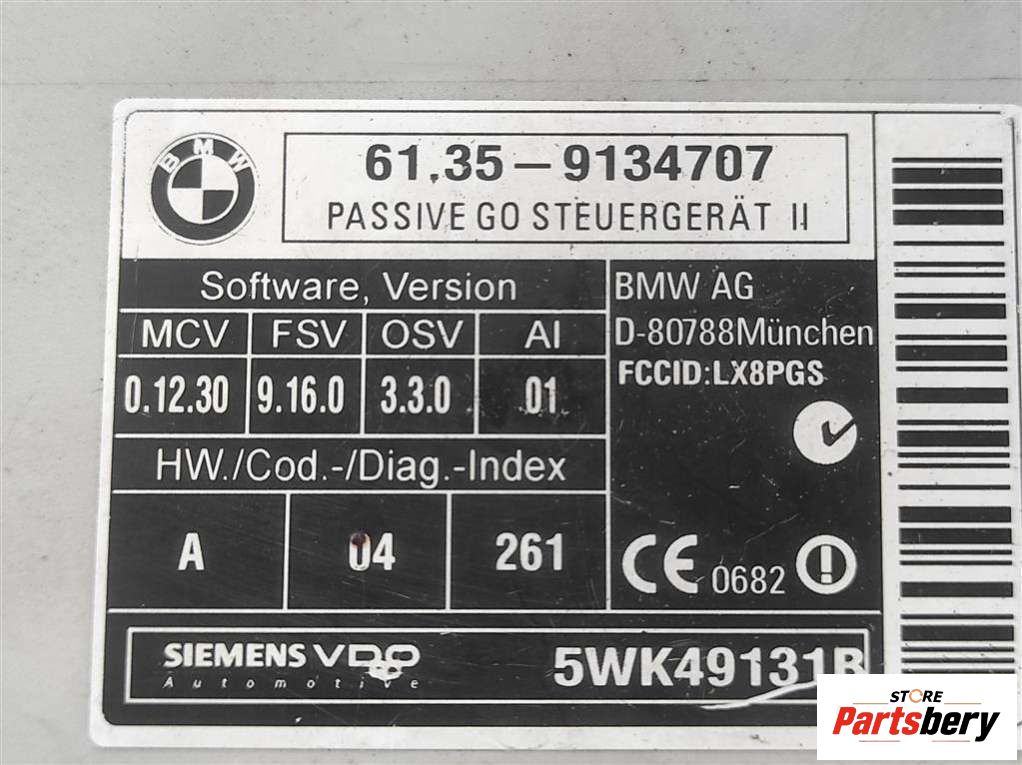 BMW
61.35-9134707
PASSIVE GO STEUERGERÄT II
Software, Version
MCV FSV OSV AI
0.12.30 9.16.0 3.3.0 01
HW./Cod.-/Diag.-Index
A 04 261
BMW AG
D-80788München
FCCID:LX8PGS
CE 0682
SIEMENS VDO
Automotive
5WK49131B
STORE
Partsbery